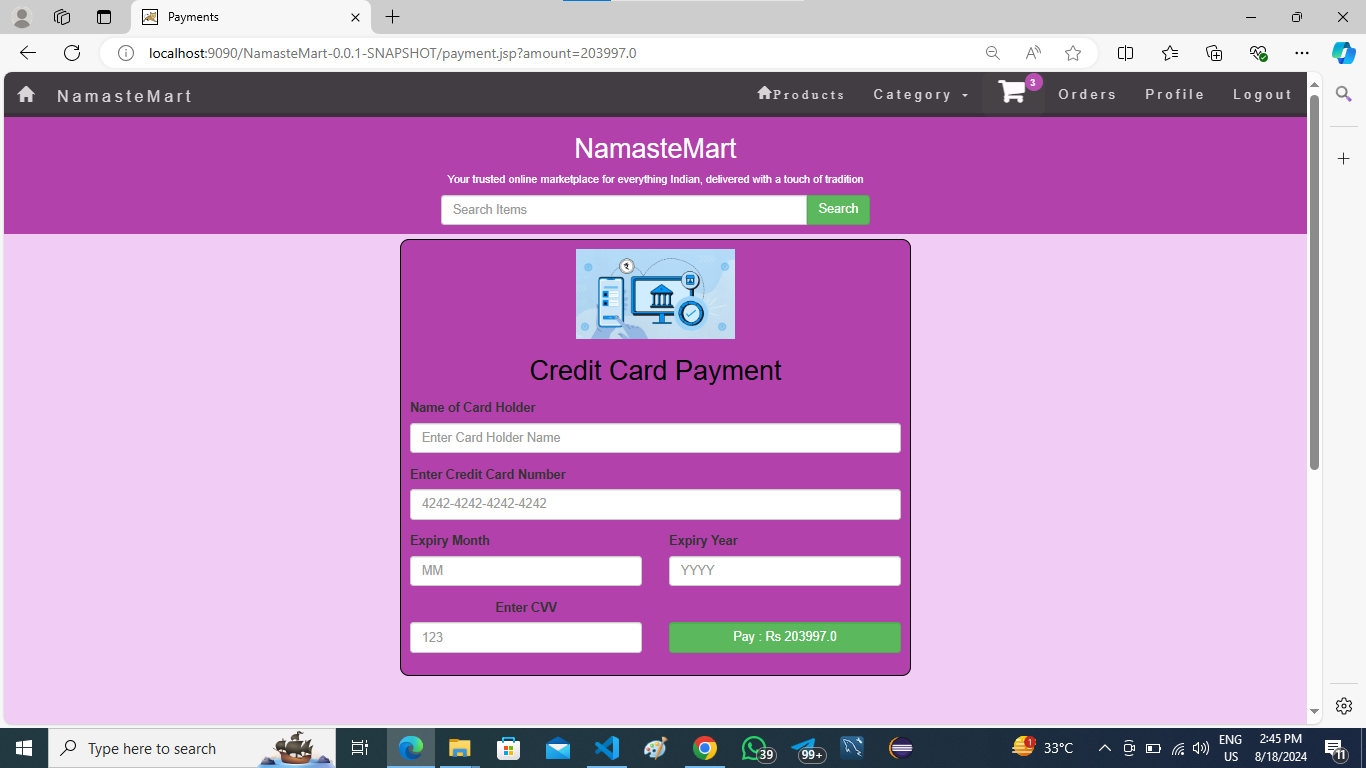 Payments
localhost:9090/NamasteMart-0.0.1-SNAPSHOT/payment.jsp?amount=203997.0
NamasteMart
Products
Category
3
Orders
Profile
Logout
NamasteMart
Your trusted online marketplace for everything Indian, delivered with a touch of tradition
Search Items
Search
Credit Card Payment
Name of Card Holder
Enter Card Holder Name
Enter Credit Card Number
4242-4242-4242-4242
Expiry Month
Expiry Year
MM
YYYY
Enter CVV
123
Pay : Rs 203997.0
Type here to search
39
99+
1
33°C
ENG
US
2:45 PM
8/18/2024
11